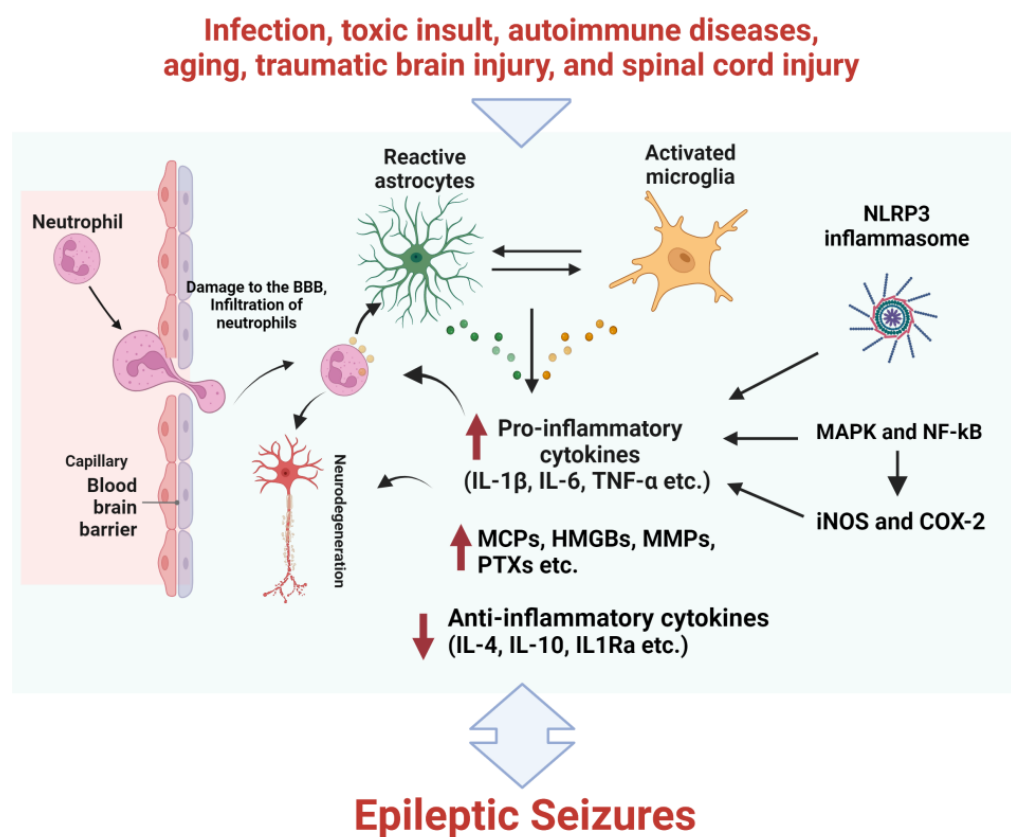 Infection, toxic insult, autoimmune diseases,
aging, traumatic brain injury, and spinal cord injury
Reactive
astrocytes
Activated
microglia
Neutrophil
NLRP3
inflammasome
Damage to the BBB,
Infiltration of
neutrophils
Capillary
Blood
brain
barrier
Neurodegeneration
Pro-inflammatory
cytokines
(IL-1β, IL-6, TNF-α etc.)
MAPK and NF-kB
iNOS and COX-2
MCPs, HMGBs, MMPs,
PTXs etc.
Anti-inflammatory cytokines
(IL-4, IL-10, IL1Ra etc.)
Epileptic Seizures